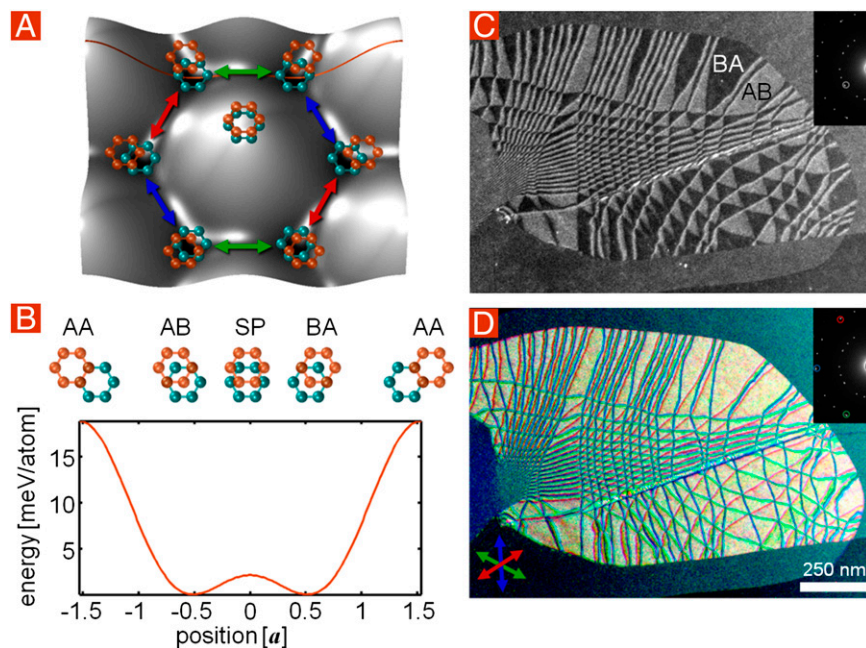 A
B
AA AB SP BA AA
energy [meV/atom]
15
10
5
-1.5 -1 -0.5 0 0.5 1 1.5
position [a]
C
BA
AB
D
250 nm